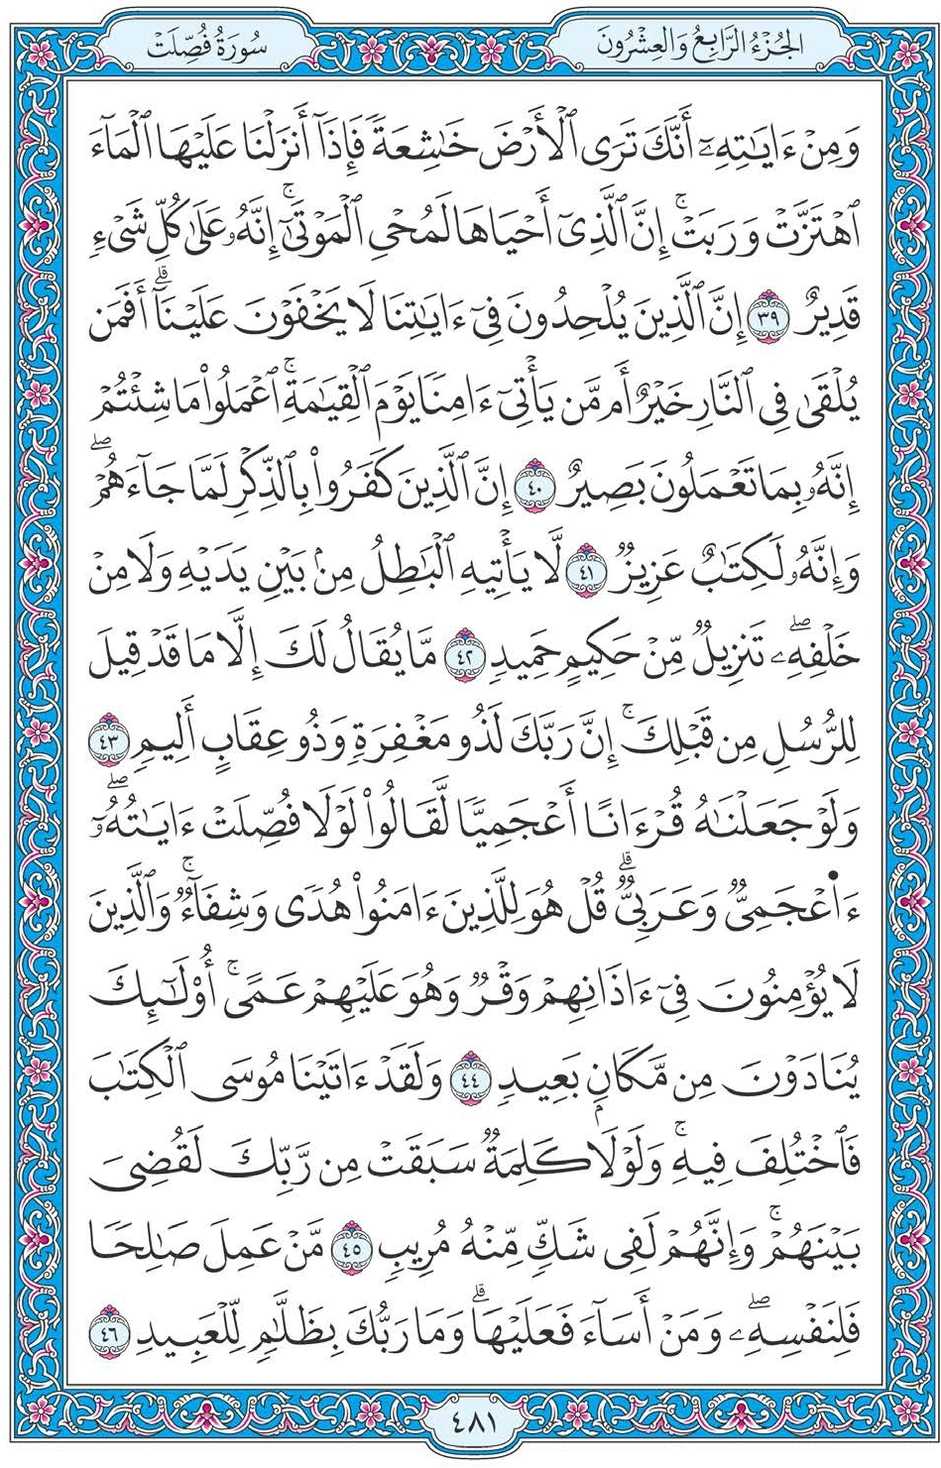 سُورَةُ فُصِّلَتْ
الجُزْءُ الرَّابِعُ وَالعِشْرُونَ
وَمِنْ ءَايَٰتِهِۦٓ أَنَّكَ تَرَى ٱلْأَرْضَ خَٰشِعَةً فَإِذَآ أَنزَلْنَا عَلَيْهَا ٱلْمَآءَ
ٱهْتَزَّتْ وَرَبَتْ ۚ إِنَّ ٱلَّذِىٓ أَحْيَاهَا لَمُحْىِ ٱلْمَوْتَىٰٓ ۚ إِنَّهُۥ عَلَىٰ كُلِّ شَىْءٍ
قَدِيرٌ ٣٩ إِنَّ ٱلَّذِينَ يُلْحِدُونَ فِىٓ ءَايَٰتِنَا لَا يَخْفَوْنَ عَلَيْنَآ ۗ أَفَمَن
يُلْقَىٰ فِى ٱلنَّارِ خَيْرٌ أَم مَّن يَأْتِىٓ ءَامِنًا يَوْمَ ٱلْقِيَٰمَةِ ۚ ٱعْمَلُوا۟ مَا شِئْتُمْ ۖ
إِنَّهُۥ بِمَا تَعْمَلُونَ بَصِيرٌ ٤٠ إِنَّ ٱلَّذِينَ كَفَرُوا۟ بِٱلذِّكْرِ لَمَّا جَآءَهُمْ ۖ
وَإِنَّهُۥ لَكِتَٰبٌ عَزِيزٌ ٤١ لَّا يَأْتِيهِ ٱلْبَٰطِلُ مِنۢ بَيْنِ يَدَيْهِ وَلَا مِنْ
خَلْفِهِۦ ۖ تَنزِيلٌ مِّنْ حَكِيمٍ حَمِيدٍ ٤٢ مَّا يُقَالُ لَكَ إِلَّا مَا قَدْ قِيلَ
لِلرُّسُلِ مِن قَبْلِكَ ۚ إِنَّ رَبَّكَ لَذُو مَغْفِرَةٍ وَذُو عِقَابٍ أَلِيمٍ ٤٣
وَلَوْ جَعَلْنَٰهُ قُرْءَانًا أَعْجَمِيًّا لَّقَالُوا۟ لَوْلَا فُصِّلَتْ ءَايَٰتُهُۥٓ ۖ
ءَا۬عْجَمِىٌّ وَعَرَبِىٌّ ۗ قُلْ هُوَ لِلَّذِينَ ءَامَنُوا۟ هُدًى وَشِفَآءٌ ۚ وَٱلَّذِينَ
لَا يُؤْمِنُونَ فِىٓ ءَاذَانِهِمْ وَقْرٌ وَهُوَ عَلَيْهِمْ عَمًى ۚ أُو۟لَٰٓئِكَ
يُنَادَوْنَ مِن مَّكَانٍۭ بَعِيدٍ ٤٤ وَلَقَدْ ءَاتَيْنَا مُوسَى ٱلْكِتَٰبَ
فَٱخْتُلِفَ فِيهِ ۚ وَلَوْلَا كَلِمَةٌ سَبَقَتْ مِن رَّبِّكَ لَقُضِىَ
بَيْنَهُمْ ۚ وَإِنَّهُمْ لَفِى شَكٍّ مِّنْهُ مُرِيبٍ ٤٥ مَّنْ عَمِلَ صَٰلِحًا
فَلِنَفْسِهِۦ ۖ وَمَنْ أَسَآءَ فَعَلَيْهَا ۗ وَمَا رَبُّكَ بِظَلَّٰمٍ لِّلْعَبِيدِ ٤٦
٤٨١